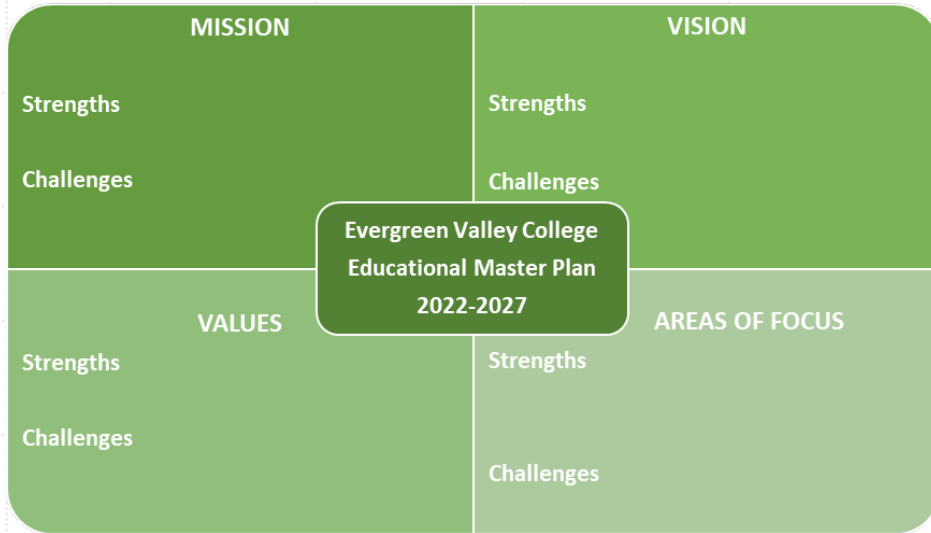 MISSION
Strengths
Challenges
VISION
Strengths
Challenges
Evergreen Valley College
Educational Master Plan
2022-2027
VALUES
Strengths
Challenges
AREAS OF FOCUS
Strengths
Challenges